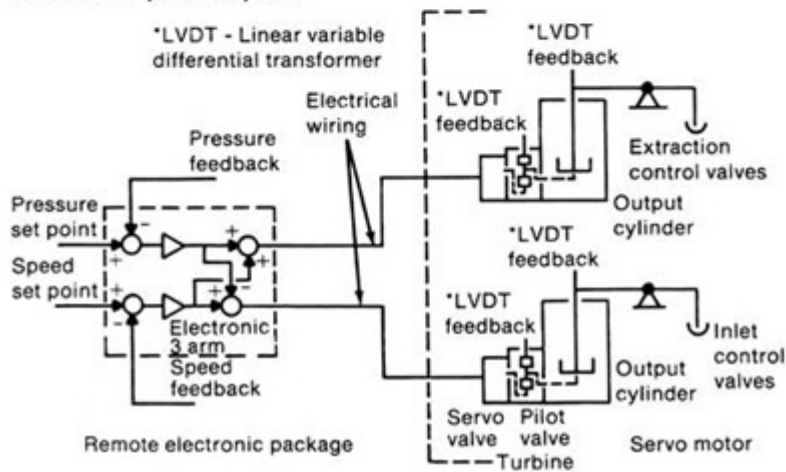 *LVDT - Linear variable
differential transformer
Electrical
wiring
Pressure
feedback
Pressure
set point
Speed
set point
Electronic
3 arm
Speed
feedback
Remote electronic package
*LVDT
feedback
*LVDT
feedback
Extraction
control valves
Output
cylinder
*LVDT
feedback
*LVDT
feedback
Inlet
control
valves
Output
cylinder
Servo
valve
Pilot
valve
Servo motor
Turbine